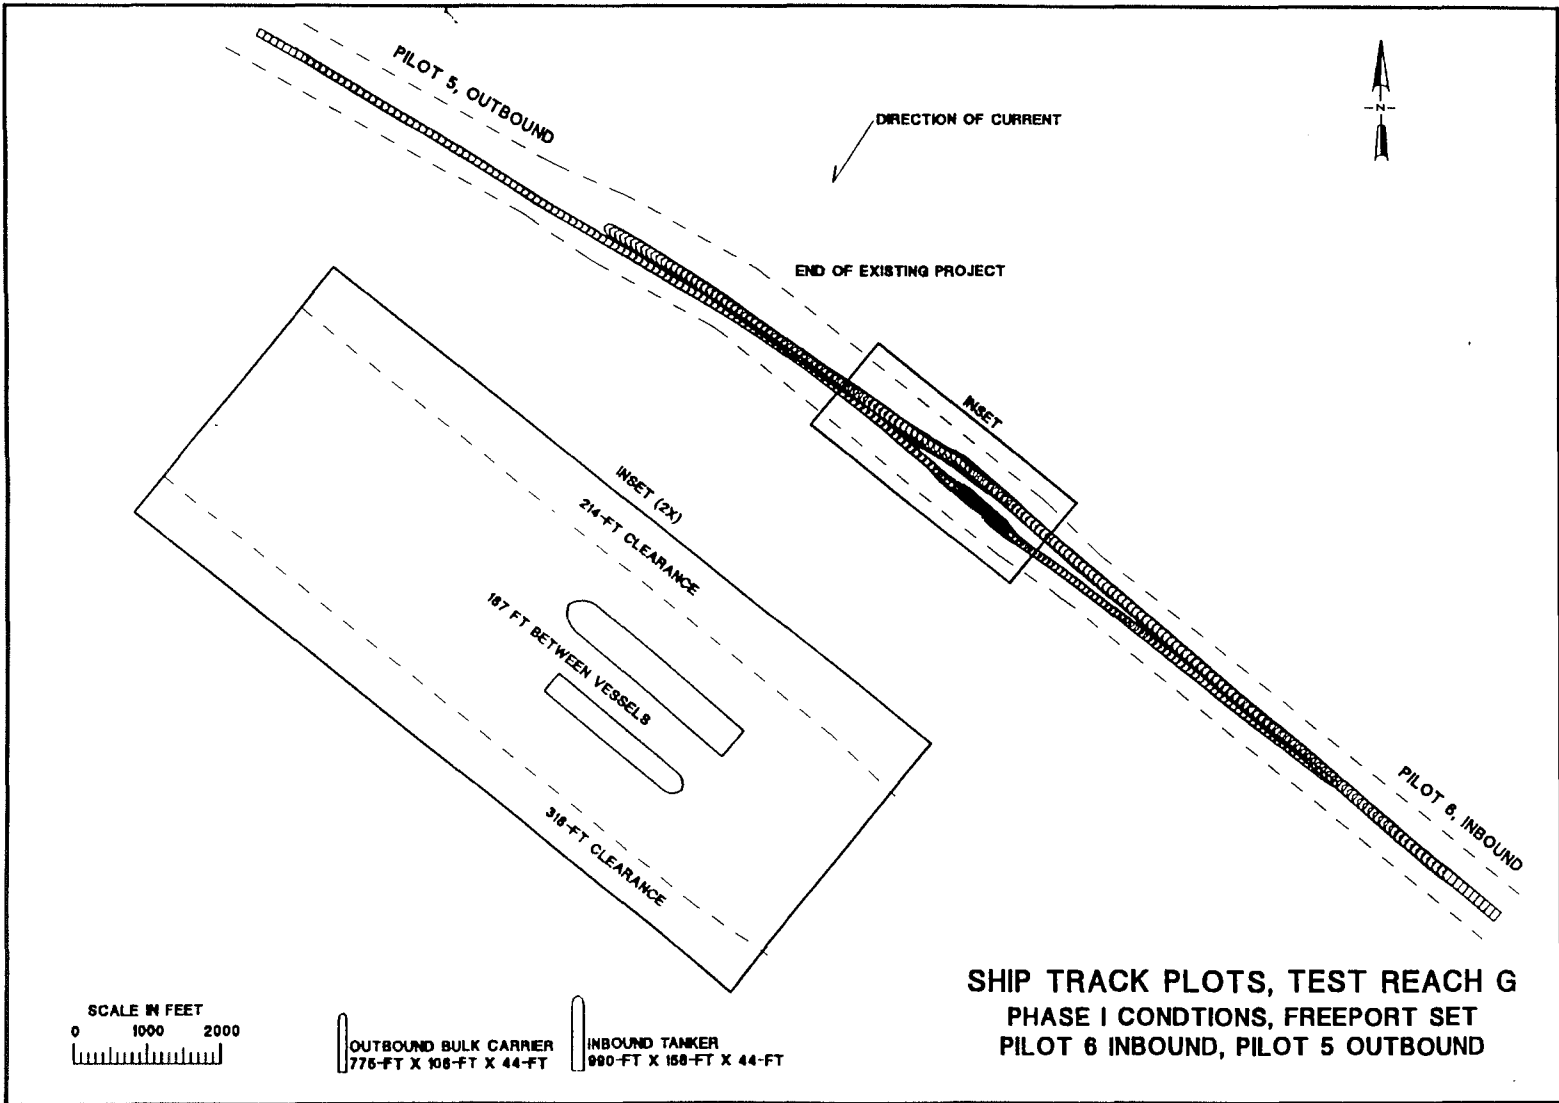 PILOT 5, OUTBOUND
DIRECTION OF CURRENT
N
END OF EXISTING PROJECT
INSET
INSET (2X)
214-FT CLEARANCE
187 FT BETWEEN VESSELS
318-FT CLEARANCE
PILOT 6, INBOUND
SCALE IN FEET
0 1000 2000
OUTBOUND BULK CARRIER
775-FT X 106-FT X 44-FT
INBOUND TANKER
990-FT X 156-FT X 44-FT
SHIP TRACK PLOTS, TEST REACH G
PHASE I CONDTIONS, FREEPORT SET
PILOT 6 INBOUND, PILOT 5 OUTBOUND